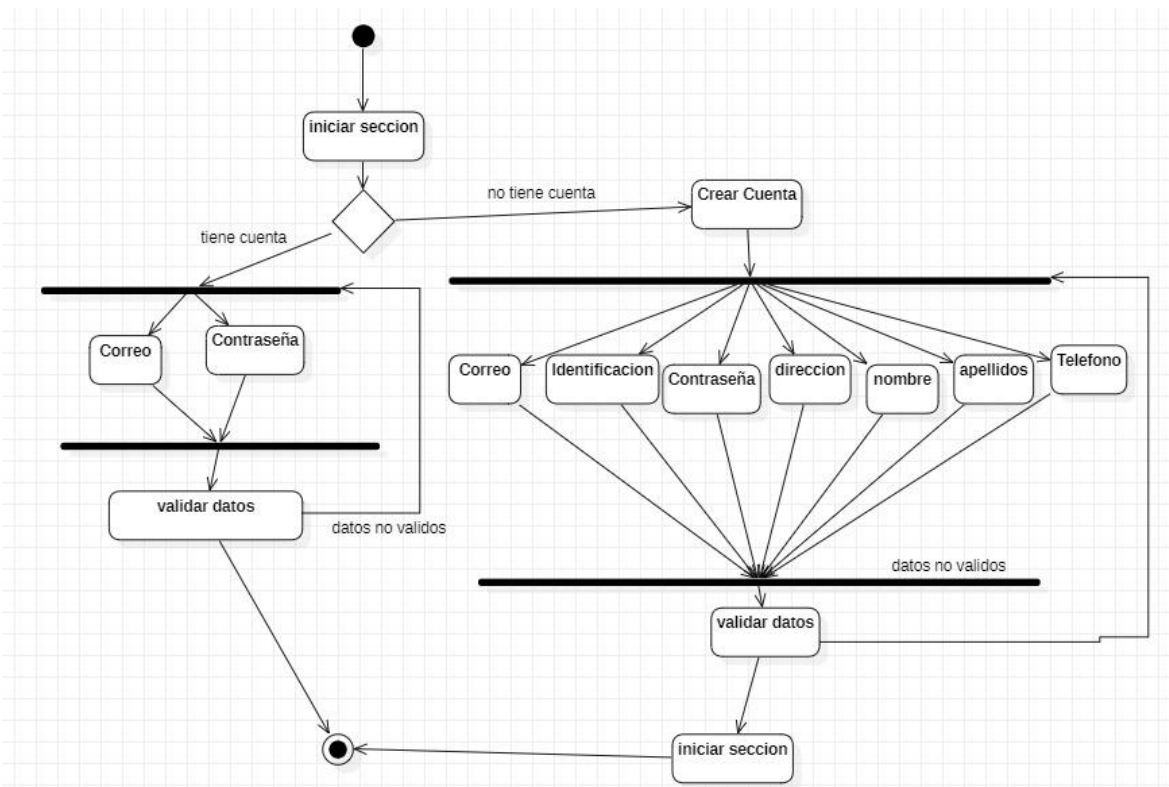 iniciar seccion
no tiene cuenta
Crear Cuenta
tiene cuenta
Correo
Contraseña
validar datos
datos no validos
Correo
Identificacion
Contraseña
direccion
nombre
apellidos
Telefono
datos no validos
validar datos
iniciar seccion